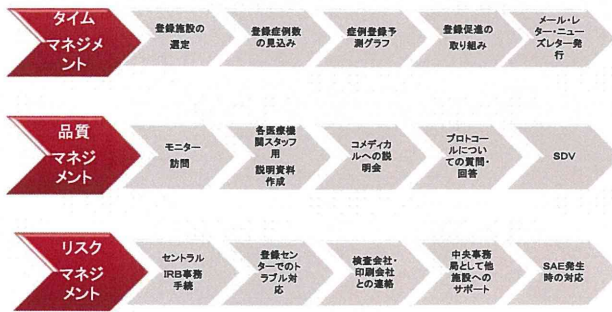 タイム
マネジメ
ント
登録施設の
選定
登録症例数
の見込み
症例登録予
測グラフ
登録促進の
取り組み
メール・レ
ター・ニュー
ズレター発
行
品質
マネジ
メント
モニター
訪問
各医療機
関スタッフ
用
説明資料
作成
コメディカ
ルへの説
明会
プロトコー
ルについ
ての質問・
回答
SDV
リスク
マネジ
メント
セントラル
IRB事務
手続
登録セン
ターでのト
ラブル対
応
検査会社・
印刷会社
との連絡
中央事務
局として他
施設への
サポート
SAE発生
時の対応